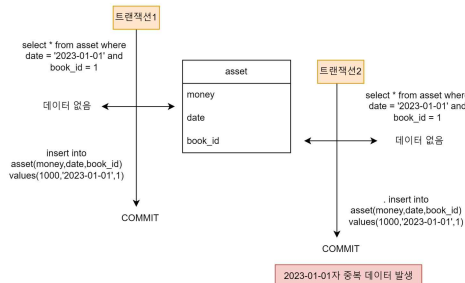 트랜잭션1
select * from asset where
date = '2023-01-01' and
book_id = 1
데이터 없음
insert into
asset(money,date,book_id)
values(1000,'2023-01-01',1)
COMMIT
asset
money
date
book_id
트랜잭션2
select * from asset where
date = '2023-01-01' and
book_id = 1
데이터 없음
. insert into
asset(money,date,book_id)
values(1000,'2023-01-01',1)
COMMIT
2023-01-01자 중복 데이터 발생